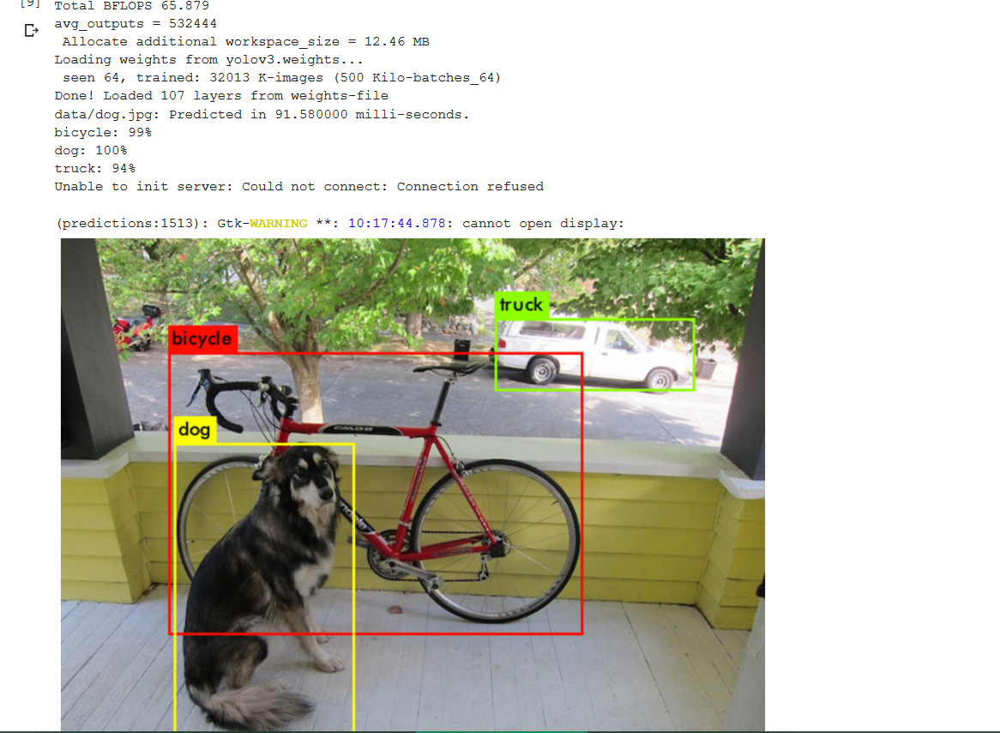 [9] Total BFLOPS 65.879
avg_outputs = 532444
Allocate additional workspace_size = 12.46 MB
Loading weights from yolov3.weights...
seen 64, trained: 32013 K-images (500 Kilo-batches_64)
Done! Loaded 107 layers from weights-file
data/dog.jpg: Predicted in 91.580000 milli-seconds.
bicycle: 99%
dog: 100%
truck: 94%
Unable to init server: Could not connect: Connection refused
(predictions:1513): Gtk-WARNING **: 10:17:44.878: cannot open display:
truck
bicycle
dog